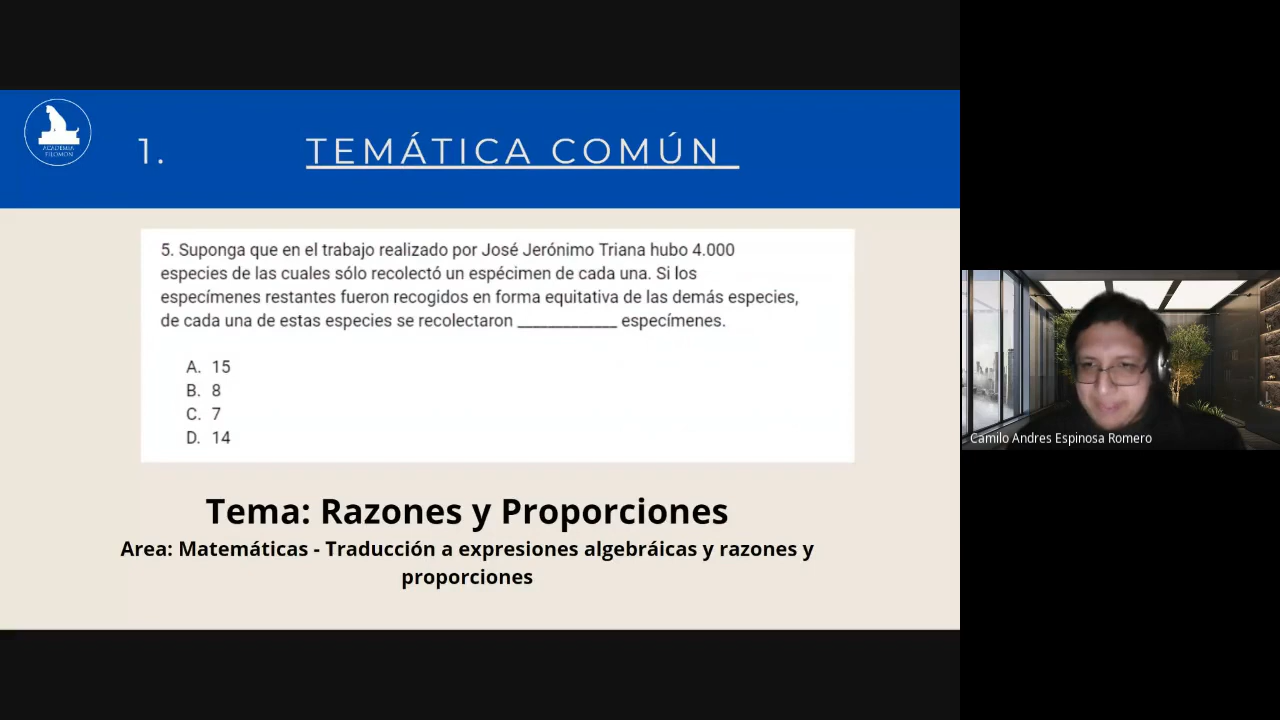 ACADEMIA
FILOMON
1. TEMÁTICA COMÚN
5. Suponga que en el trabajo realizado por José Jerónimo Triana hubo 4.000
especies de las cuales sólo recolectó un espécimen de cada una. Si los
especímenes restantes fueron recogidos en forma equitativa de las demás especies,
de cada una de estas especies se recolectaron ____________ especímenes.
A. 15
B. 8
C. 7
D. 14
Tema: Razones y Proporciones
Area: Matemáticas - Traducción a expresiones algebráicas y razones y
proporciones
Camilo Andres Espinosa Romero